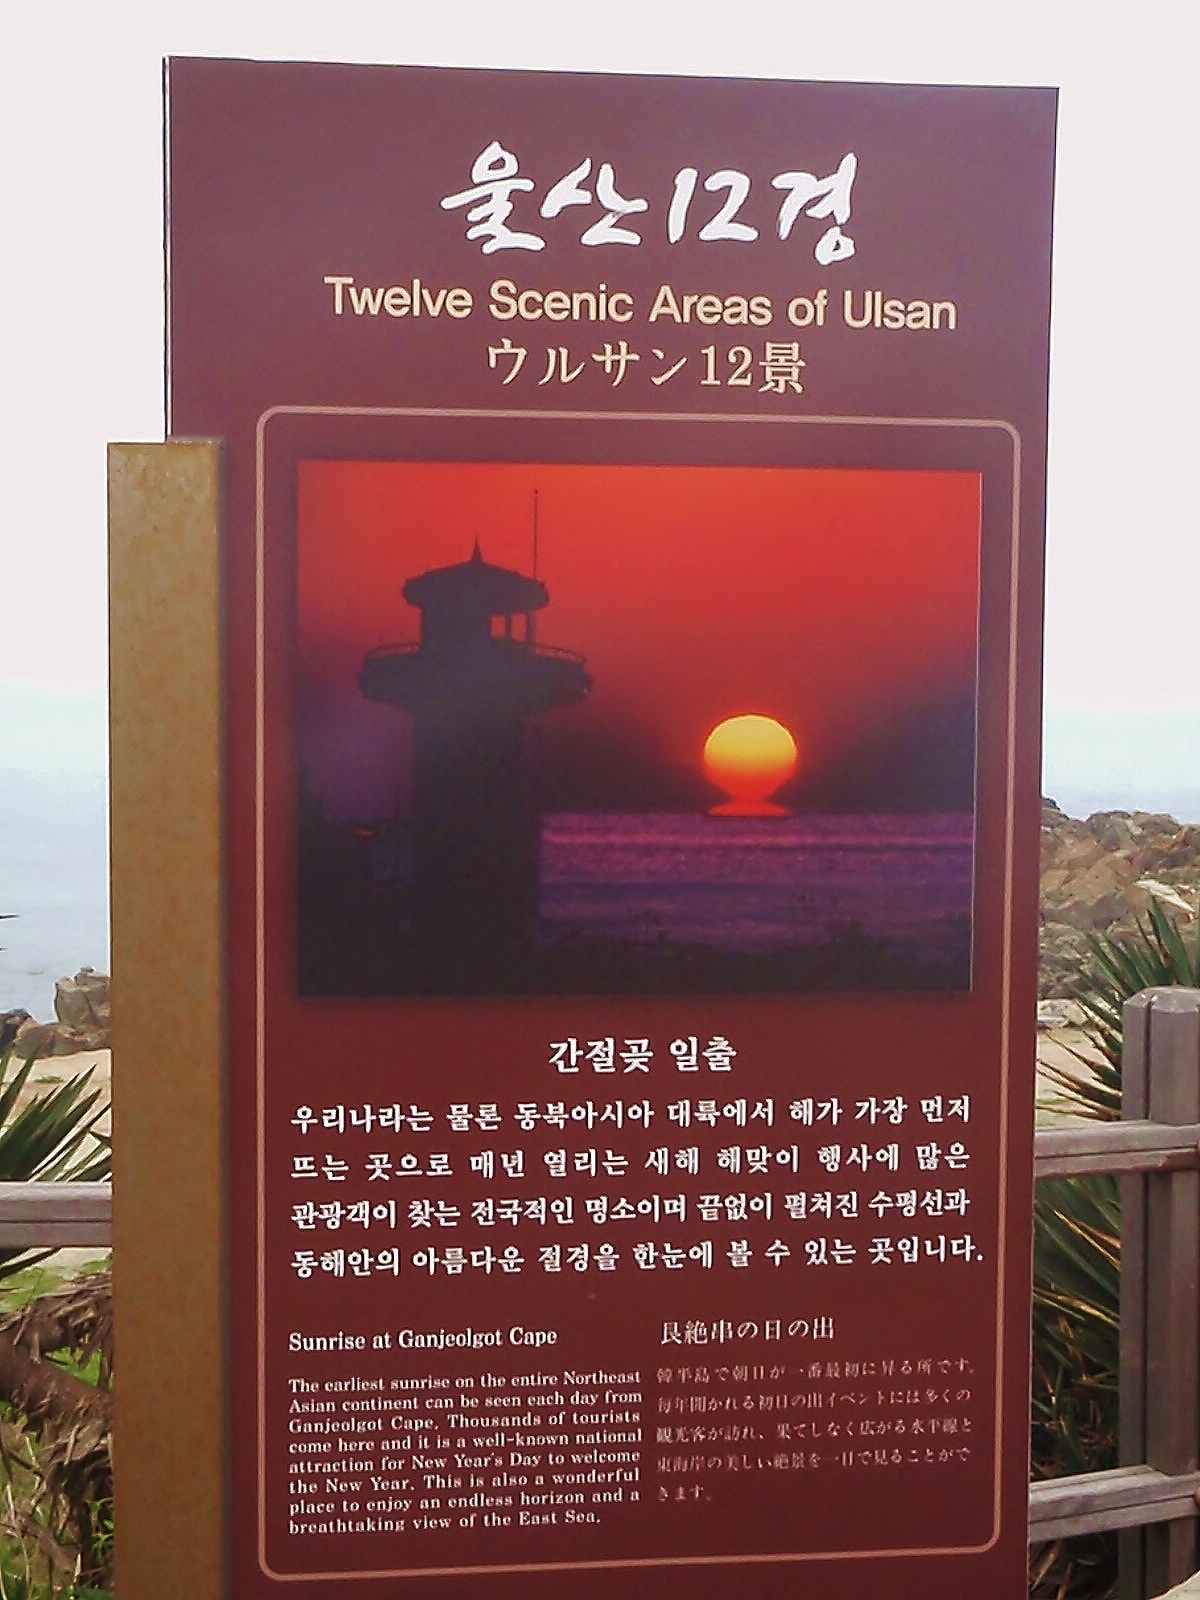 울산12경
Twelve Scenic Areas of Ulsan
ウルサン12景
간절곶 일출
우리나라는 물론 동북아시아 대륙에서 해가 가장 먼저
뜨는 곳으로 매년 열리는 새해 해맞이 행사에 많은
관광객이 찾는 전국적인 명소이며 끝없이 펼쳐진 수평선과
동해안의 아름다운 절경을 한눈에 볼 수 있는 곳입니다.
Sunrise at Ganjeolgot Cape
The earliest sunrise on the entire Northeast
Asian continent can be seen each day from
Ganjeolgot Cape. Thousands of tourists
come here and it is a well-known national
attraction for New Year's Day to welcome
the New Year. This is also a wonderful
place to enjoy an endless horizon and a
breathtaking view of the East Sea.
艮絶串の日の出
韓半島で朝日が一番最初に昇る所です。
毎年開かれる初日の出イベントには多くの
観光客が訪れ、果てしなく広がる水平線と
東海岸の美しい絶景を一目で見ることがで
きます。